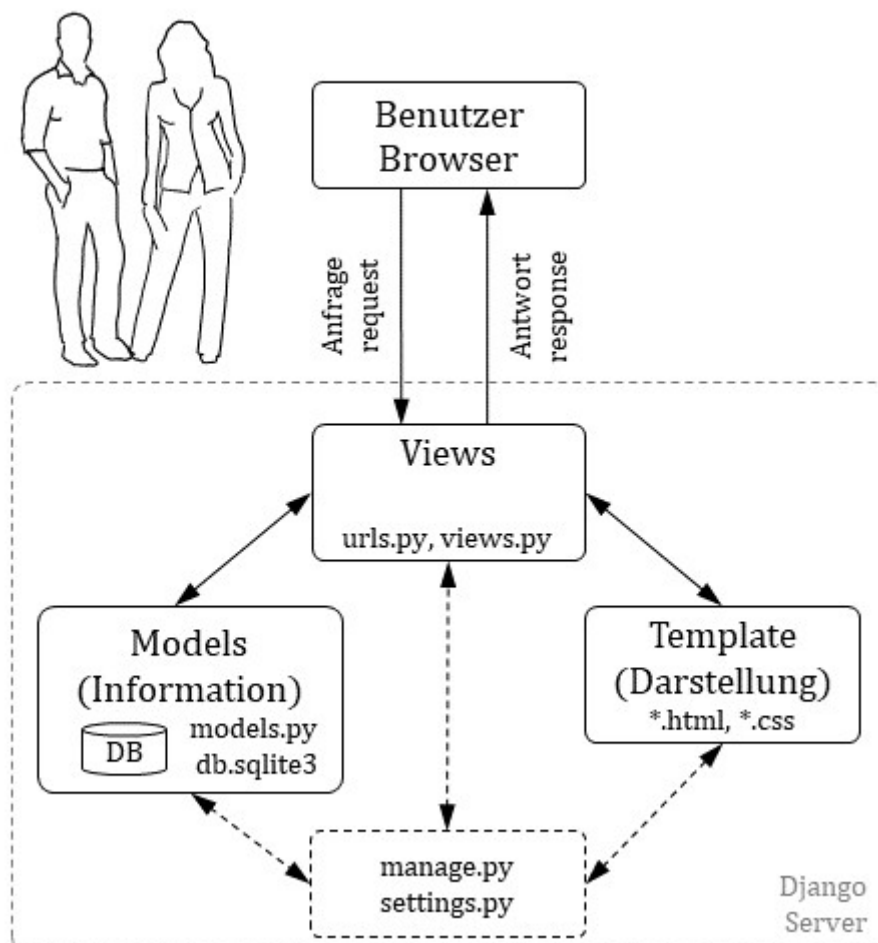 Benutzer
Browser
Anfrage
request
Antwort
response
Views
urls.py, views.py
Models
(Information)
models.py
DB
db.sqlite3
Template
(Darstellung)
*.html, *.css
manage.py
settings.py
Django
Server